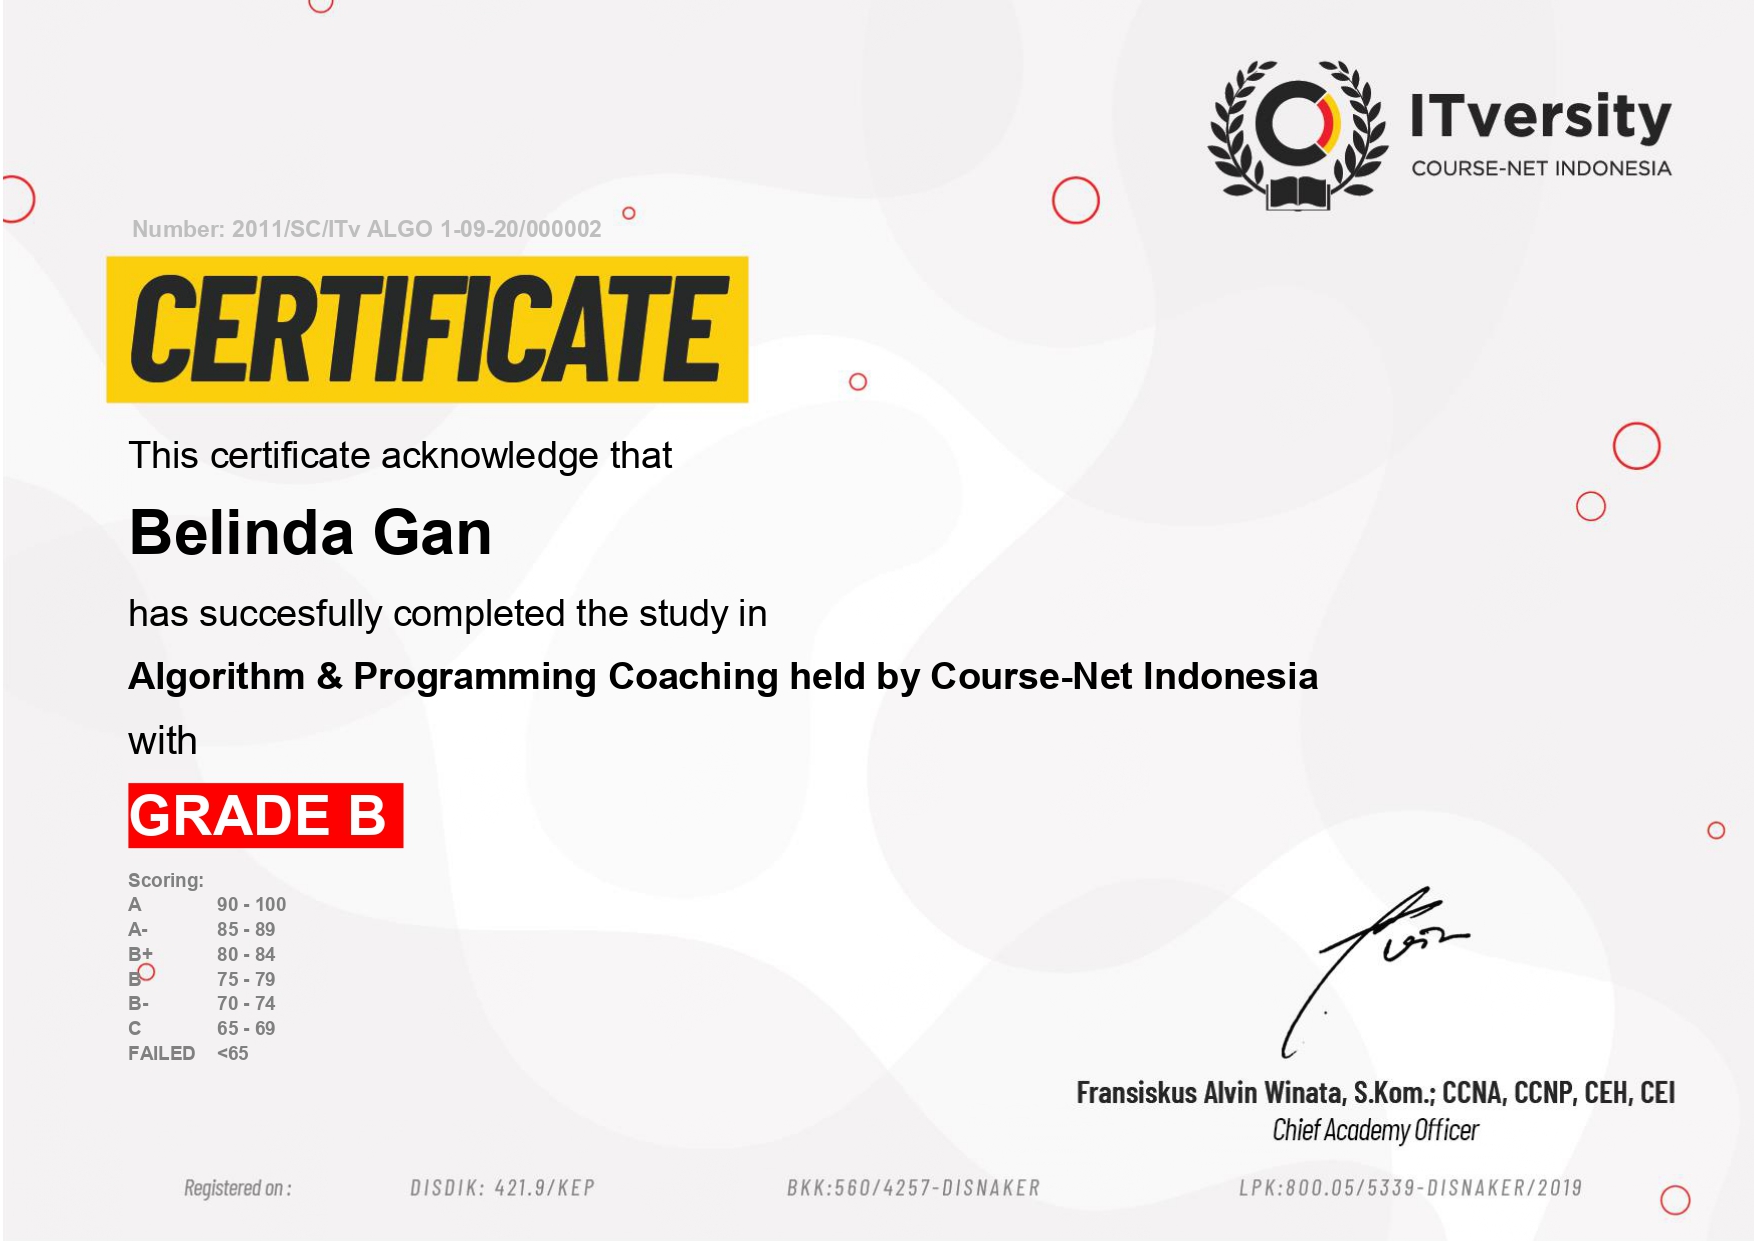 ITversity
COURSE-NET INDONESIA
Number: 2011/SC/ITv ALGO 1-09-20/000002
CERTIFICATE
This certificate acknowledge that
Belinda Gan
has succesfully completed the study in
Algorithm & Programming Coaching held by Course-Net Indonesia
with
GRADE B
Scoring:
A 90 - 100
A- 85 - 89
B+ 80 - 84
B 75 - 79
B- 70 - 74
C 65 - 69
FAILED <65
Fransiskus Alvin Winata, S.Kom.; CCNA, CCNP, CEH, CEI
Chief Academy Officer
Registered on : DISDIK: 421.9/KEP BKK:560/4257-DISNAKER LPK:800.05/5339-DISNAKER/2019